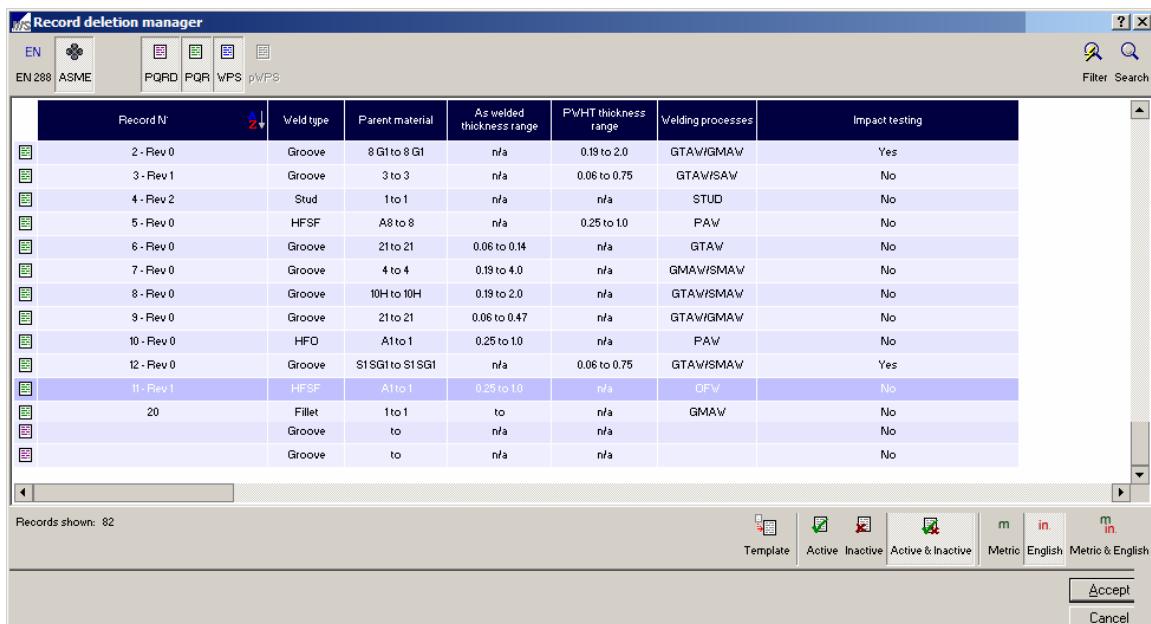 WS Record deletion manager
EN
EN 288 ASME PQRD PQR WPS pWPS Filter Search
Record N° Weld type Parent material As welded thickness range PWHT thickness range Welding processes Impact testing
2 - Rev 0 Groove 8 G1 to 8 G1 n/a 0.19 to 2.0 GTAW/GMAW Yes
3 - Rev 1 Groove 3 to 3 n/a 0.06 to 0.75 GTAW/SAW No
4 - Rev 2 Stud 1 to 1 n/a n/a STUD No
5 - Rev 0 HFSF A8 to 8 n/a 0.25 to 1.0 PAW No
6 - Rev 0 Groove 21 to 21 0.06 to 0.14 n/a GTAW No
7 - Rev 0 Groove 4 to 4 0.19 to 4.0 n/a GMAW/SMAW No
8 - Rev 0 Groove 10H to 10H 0.19 to 2.0 n/a GTAW/SMAW No
9 - Rev 0 Groove 21 to 21 0.06 to 0.47 n/a GTAW/GMAW No
10 - Rev 0 HFO A1 to 1 0.25 to 1.0 n/a PAW No
12 - Rev 0 Groove S1 SG1 to S1 SG1 n/a 0.06 to 0.75 GTAW/SMAW Yes
11 - Rev 1 HFSF A1 to 1 0.25 to 1.0 n/a OFW No
20 Fillet 1 to 1 to n/a GMAW No
Groove to n/a n/a No
Groove to n/a n/a No
Records shown: 82
m in. m in.
Template Active Inactive Active & Inactive Metric English Metric & English
Accept
Cancel